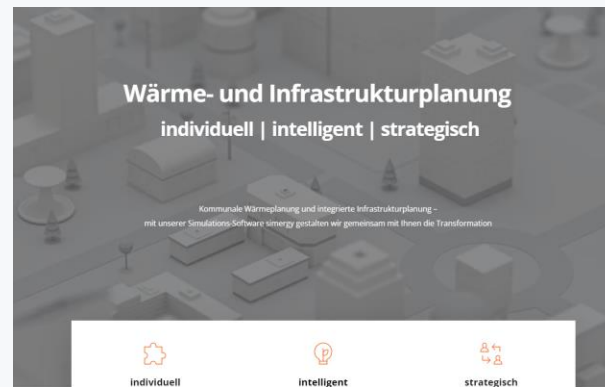 Wärme- und Infrastrukturplanung
individuell | intelligent | strategisch
Kommunale Wärmeplanung und integrierte Infrastrukturplanung –
mit unserer Simulations-Software simergy gestalten wir gemeinsam mit Ihnen die Transformation
individuell intelligent strategisch